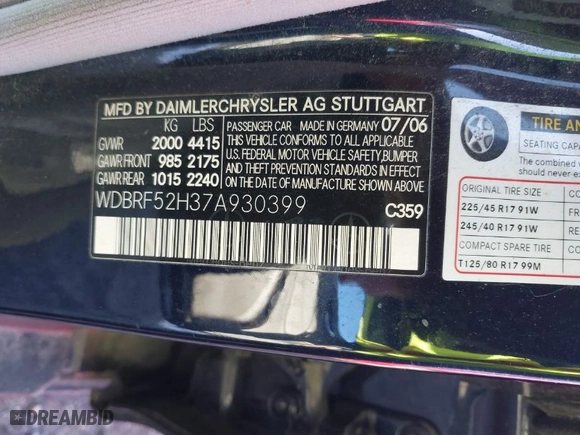 MFD BY DAIMLERCHRYSLER AG STUTTGART
KG LBS
GVWR 2000 4415
GAWR FRONT 985 2175
GAWR REAR 1015 2240
PASSENGER CAR MADE IN GERMANY 07/06
THIS VEHICLE CONFORMS TO ALL APPLICABLE
U.S. FEDERAL MOTOR VEHICLE SAFETY,BUMPER
AND THEFT PREVENTION STANDARDS IN EFFECT
ON THE DATE OF MANUFACTURE SHOWN ABOVE
WDBRF52H37A930399
C359
TIRE AN
SEATING CAPA
The combined w
should never e
ORIGINAL TIRE SIZE CO
225/45 R17 91W FR
245/40 R17 91W RE
COMPACT SPARE TIRE CO
T125/80 R17 99M
DREAMBID